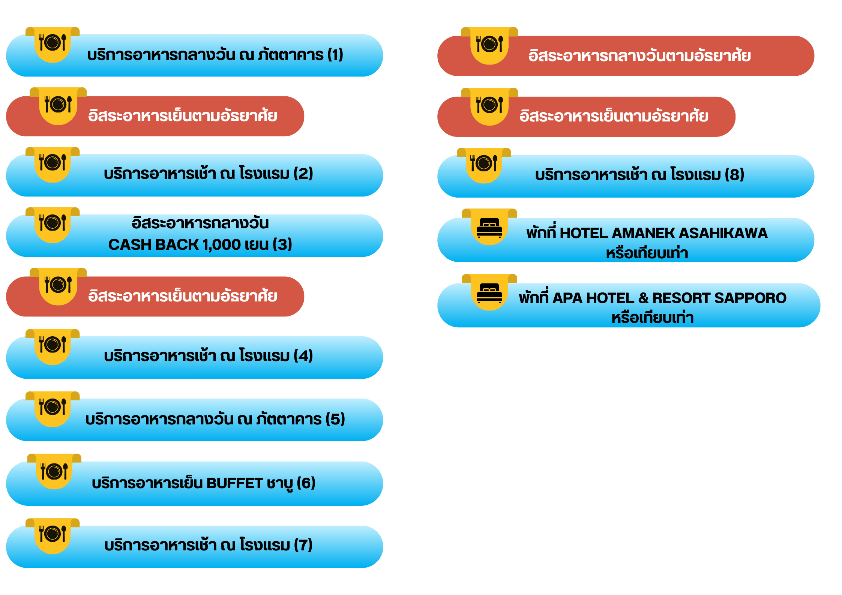 บริการอาหารกลางวัน ณ ภัตตาคาร (1)
อิสระอาหารเย็นตามอัธยาศัย
บริการอาหารเช้า ณ โรงแรม (2)
อิสระอาหารกลางวัน
CASH BACK 1,000 เยน (3)
อิสระอาหารเย็นตามอัธยาศัย
บริการอาหารเช้า ณ โรงแรม (4)
บริการอาหารกลางวัน ณ ภัตตาคาร (5)
บริการอาหารเย็น BUFFET ชาบู (6)
บริการอาหารเช้า ณ โรงแรม (7)
อิสระอาหารกลางวันตามอัธยาศัย
อิสระอาหารเย็นตามอัธยาศัย
บริการอาหารเช้า ณ โรงแรม (8)
พักที่ HOTEL AMANEK ASAHIKAWA
หรือเทียบเท่า
พักที่ APA HOTEL & RESORT SAPPORO
หรือเทียบเท่า